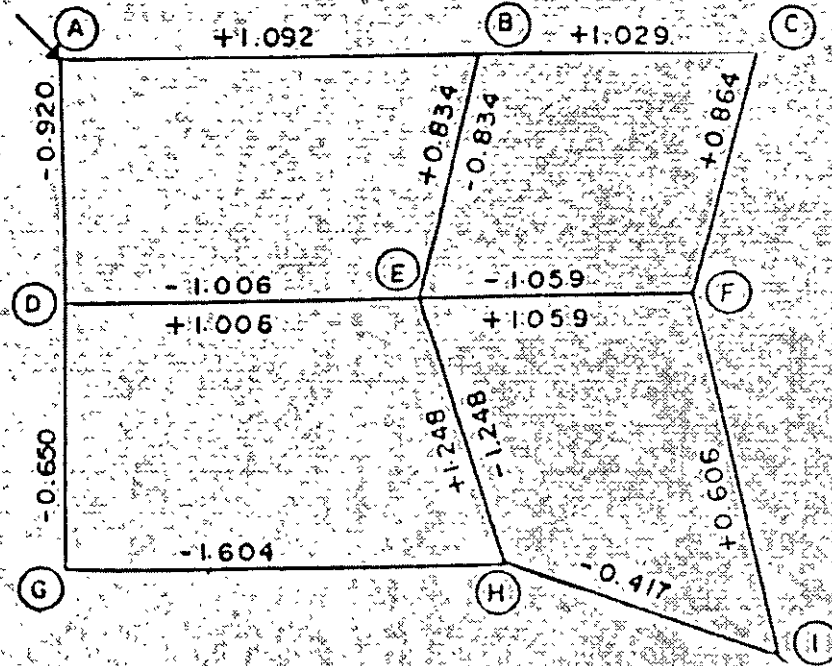 A
+1.092
B
+1.029
C
-0.920
+0.834
-0.834
+0.864
D
-1.006
+1.006
E
-1.059
+1.059
F
-0.650
+1.248
-1.248
+0.606
G
-1.604
H
-0.417
I